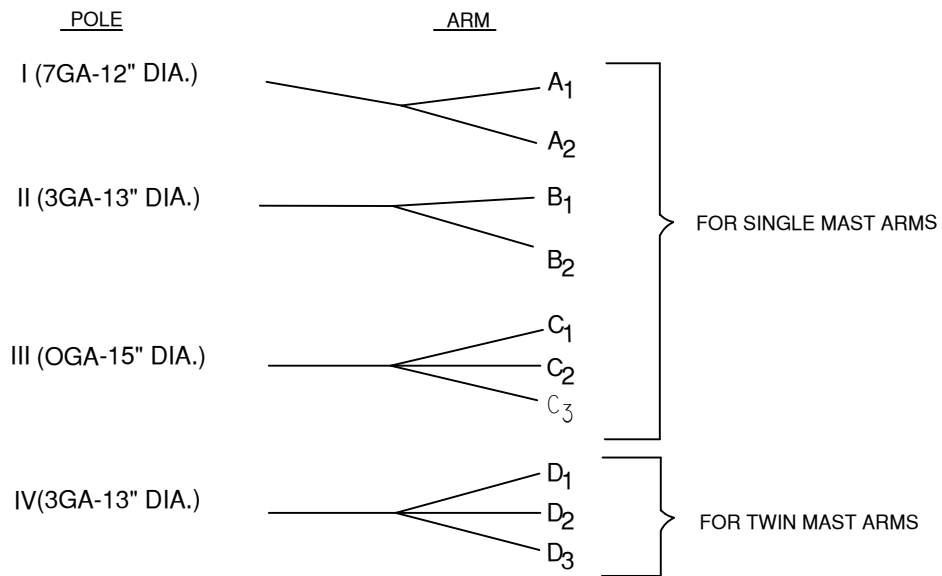 POLE ARM
I (7GA-12" DIA.)
A1
A2
II (3GA-13" DIA.)
B1
B2
FOR SINGLE MAST ARMS
III (OGA-15" DIA.)
C1
C2
C3
IV(3GA-13" DIA.)
D1
D2
D3
FOR TWIN MAST ARMS